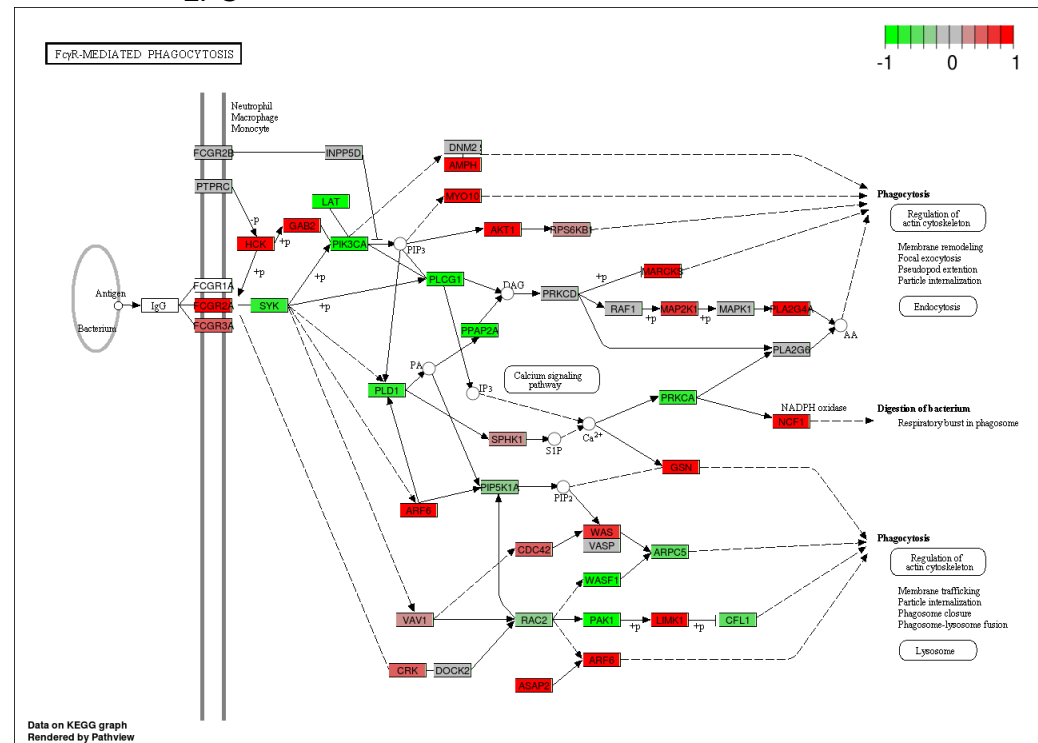 FcγR-MEDIATED PHAGOCYTOSIS
-1 0 1
Neutrophil
Macrophage
Monocyte
FCGR2B
INPP5D
DNM2
AMPH
PTPRC
LAT
MYO10
Phagocytosis
Regulation of
actin cytoskeleton
-p
GAB2
HCK
+p
PIK3CA
PIP3
AKT1
RPS6KB1
Membrane remodeling
Focal exocytosis
Pseudopod extention
Particle internalization
+p
+p
MARCKS
+p
FCGR1A
PLCG1
DAG
PRKCD
Antigen
IgG
FCGR2A
SYK
+p
RAF1
+p
MAP2K1
+p
MAPK1
PLA2G4A
Endocytosis
Bacterium
FCGR3A
PPAP2A
AA
PLA2G6
PA
Calcium signaling
pathway
PLD1
IP3
PRKCA
NADPH oxidase
Digestion of bacterium
NCF1
Respiratory burst in phagosome
SPHK1
S1P
Ca2+
GSN
PIP5K1A
PIP2
ARF6
WAS
VASP
CDC42
ARPC5
Phagocytosis
Regulation of
actin cytoskeleton
WASF1
Membrane trafficking
Particle internalization
Phagosome closure
Phagosome-lysosome fusion
VAV1
RAC2
PAK1
+p
LIMK1
+p
CFL1
Lysosome
CRK
DOCK2
ARF6
ASAP2
Data on KEGG graph
Rendered by Pathview